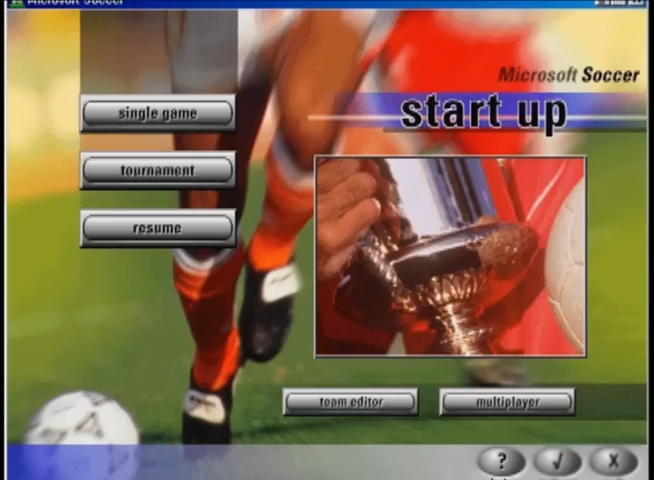 Microsoft Soccer
Microsoft Soccer
start up
single game
tournament
resume
team editor
multiplayer
? √ X